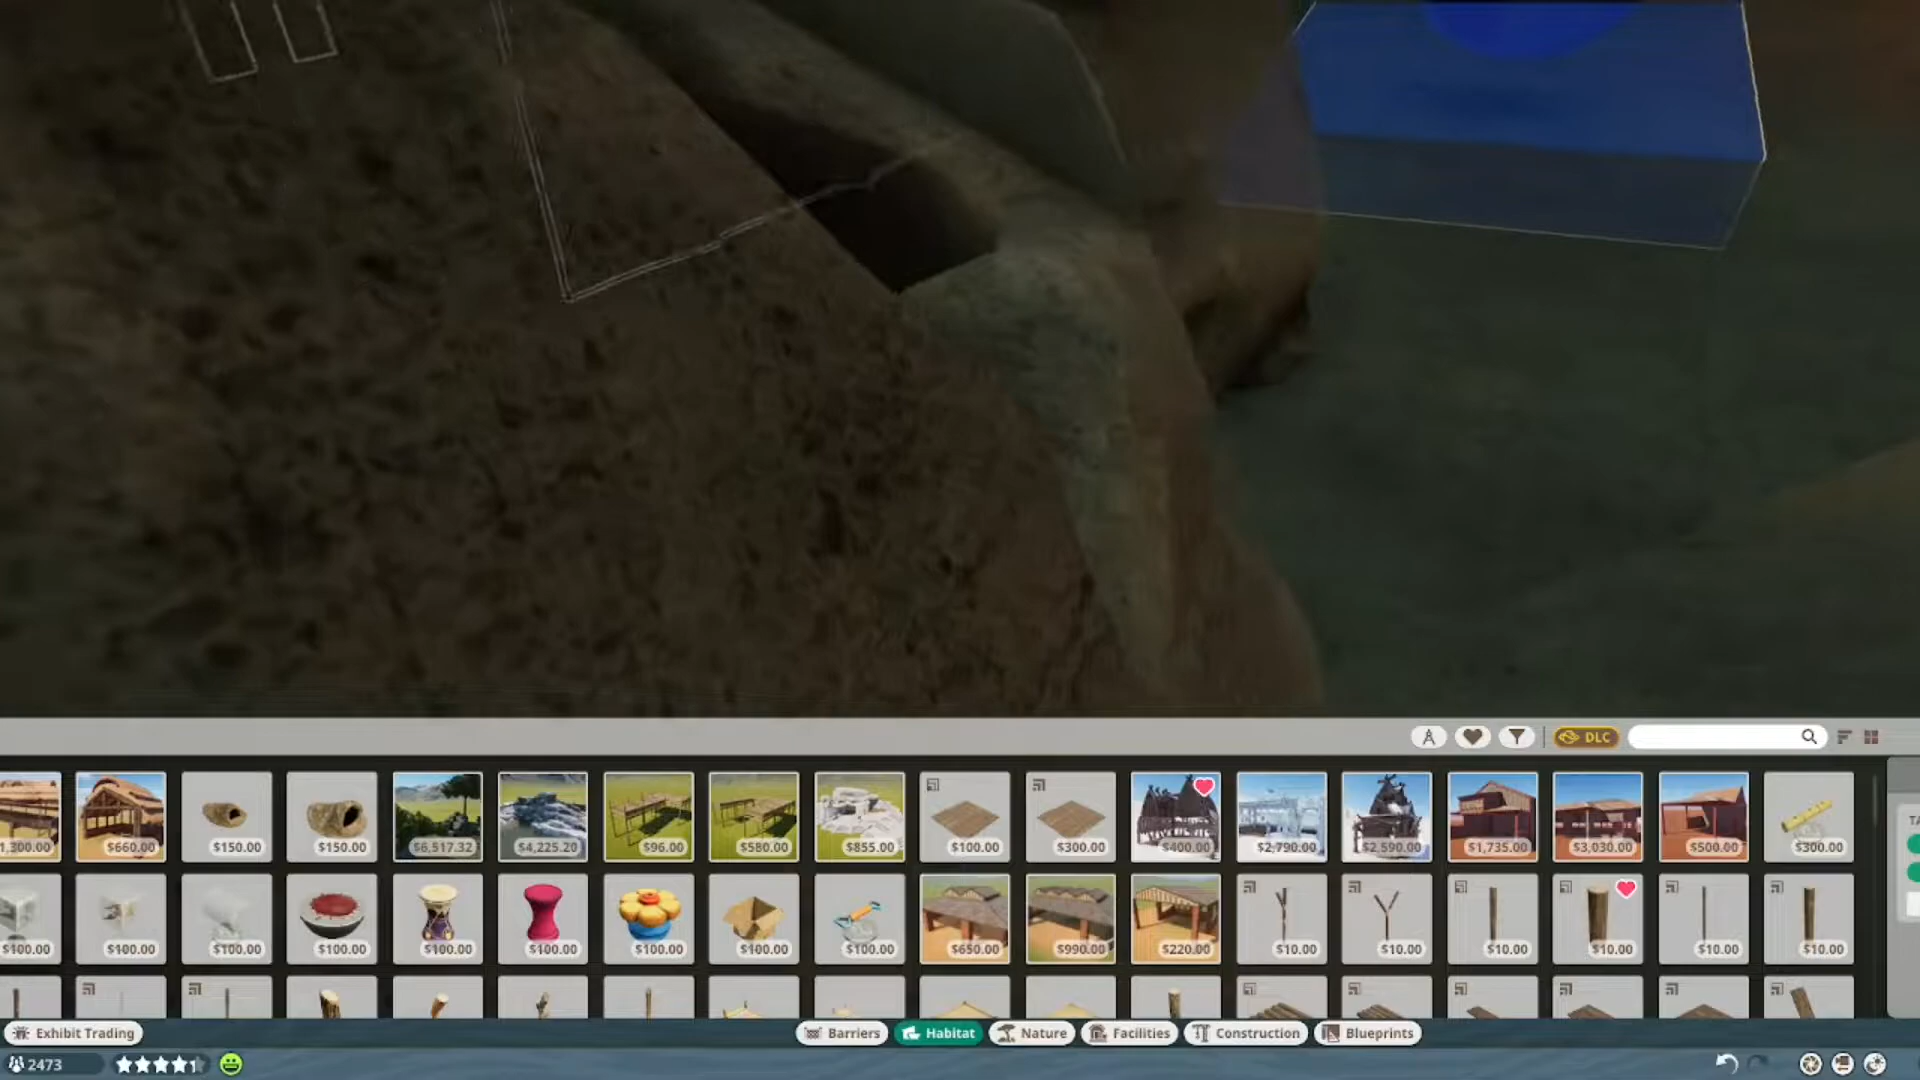 DLC
1,300.00 $660.00 $150.00 $150.00 $6,517.32 $4,225.20 $96.00 $580.00 $855.00 $100.00 $300.00 $400.00 $2,790.00 $2,590.00 $1,735.00 $3,030.00 $500.00 $300.00
TA
$100.00 $100.00 $100.00 $100.00 $100.00 $100.00 $100.00 $100.00 $100.00 $650.00 $990.00 $220.00 $10.00 $10.00 $10.00 $10.00 $10.00 $10.00
Exhibit Trading Barriers Habitat Nature Facilities Construction Blueprints
2473